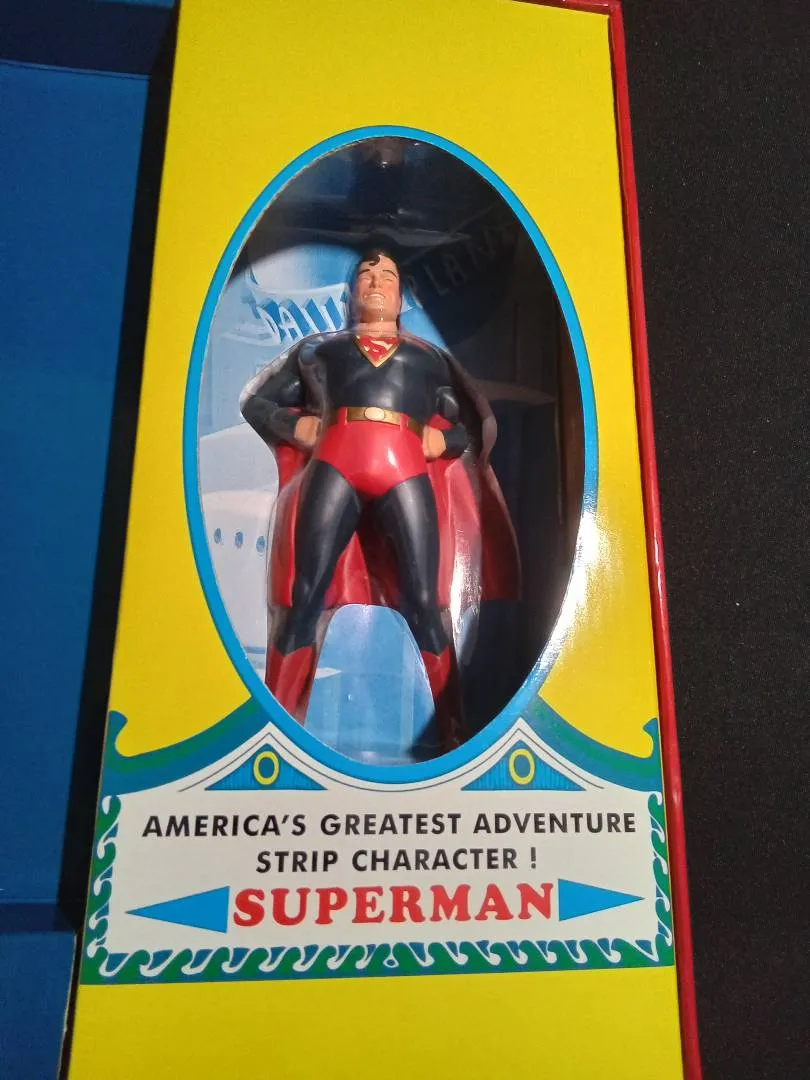 AMERICA'S GREATEST ADVENTURE
STRIP CHARACTER !
SUPERMAN